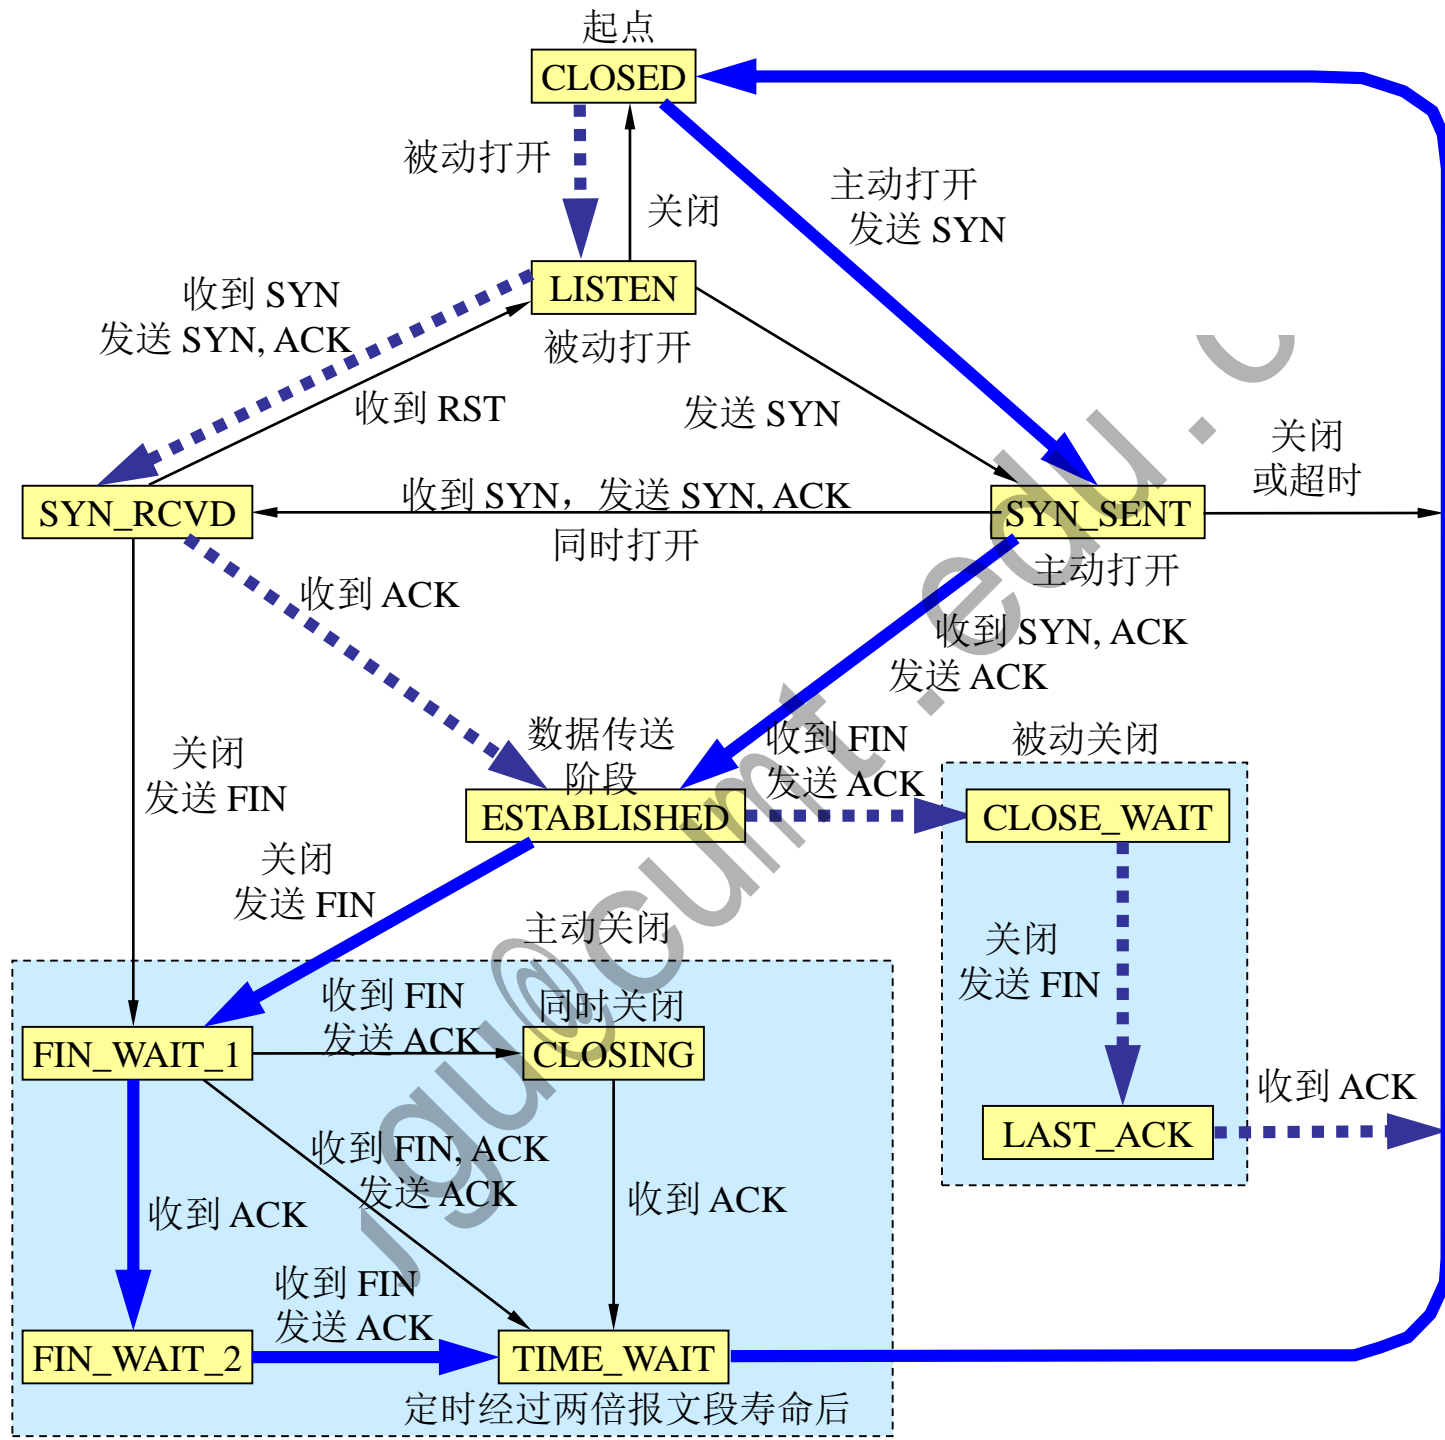 起点
CLOSED
被动打开
主动打开
发送 SYN
关闭
LISTEN
收到 SYN
发送 SYN, ACK
被动打开
收到 RST
发送 SYN
关闭
或超时
SYN_RCVD
收到 SYN，发送 SYN, ACK
SYN_SENT
同时打开
主动打开
收到 ACK
收到 SYN, ACK
发送 ACK
数据传送
阶段
收到 FIN
发送 ACK
被动关闭
关闭
发送 FIN
ESTABLISHED
CLOSE_WAIT
关闭
发送 FIN
主动关闭
关闭
发送 FIN
收到 FIN
发送 ACK
同时关闭
FIN_WAIT_1
CLOSING
收到 ACK
LAST_ACK
收到 FIN, ACK
发送 ACK
收到 ACK
收到 ACK
收到 FIN
发送 ACK
FIN_WAIT_2
TIME_WAIT
定时经过两倍报文段寿命后
gu@cumt.edu.c